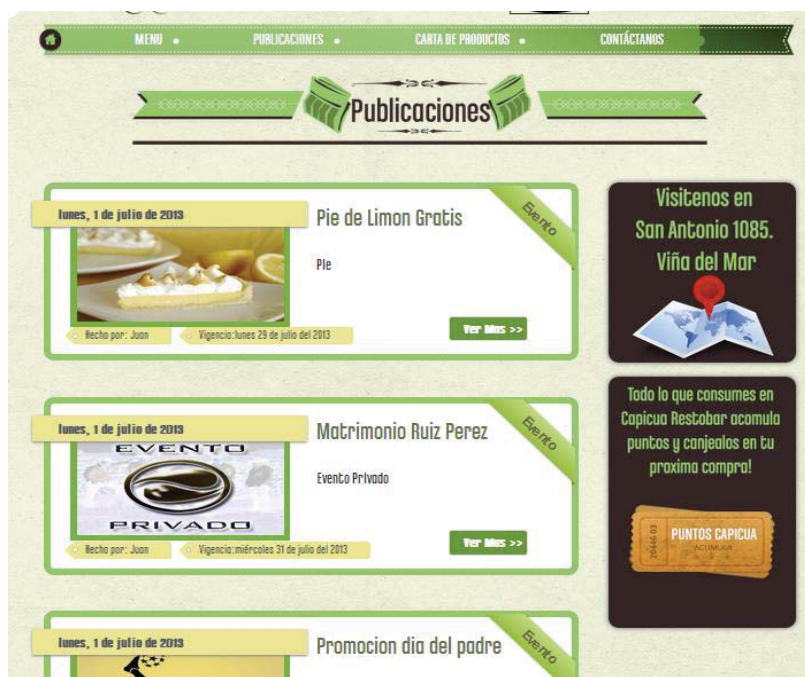 MENU
PUBLICACIONES
CARTA DE PRODUCTOS
CONTÁCTANOS
Publicaciones
lunes, 1 de julio de 2013
Pie de Limon Gratis
Evento
PIe
Ver Mas >>
Hecho por: Juan
Vigencia:lunes 29 de julio del 2013
lunes, 1 de julio de 2013
Matrimonio Ruiz Perez
Evento
EVENTO
PRIVADO
Evento Privado
Ver Mas >>
Hecho por: Juan
Vigencia:miércoles 31 de julio del 2013
lunes, 1 de julio de 2013
Promocion dia del padre
Evento
Visitenos en
San Antonio 1085.
Viña del Mar
Todo lo que consumes en
Capicua Restobar acomula
puntos y canjealos en tu
proxima compra!
20446 03
PUNTOS CAPICUA
ACUMULA